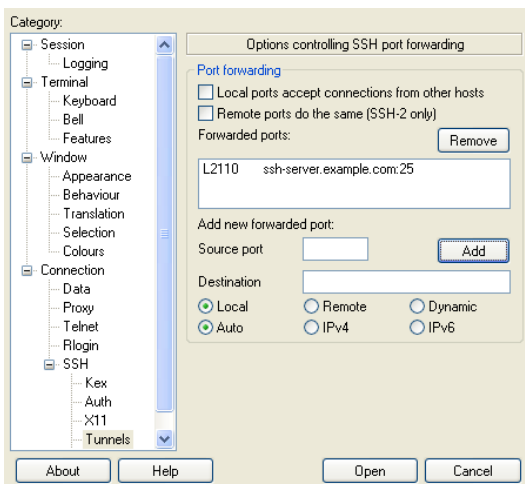 Category:
Session
Logging
Terminal
Keyboard
Bell
Features
Window
Appearance
Behaviour
Translation
Selection
Colours
Connection
Data
Proxy
Telnet
Rlogin
SSH
Kex
Auth
X11
Tunnels
Options controlling SSH port forwarding
Port forwarding
Local ports accept connections from other hosts
Remote ports do the same (SSH-2 only)
Forwarded ports:
Remove
L2110 ssh-server.example.com:25
Add new forwarded port:
Source port
Add
Destination
Local Remote Dynamic
Auto IPv4 IPv6
About Help Open Cancel